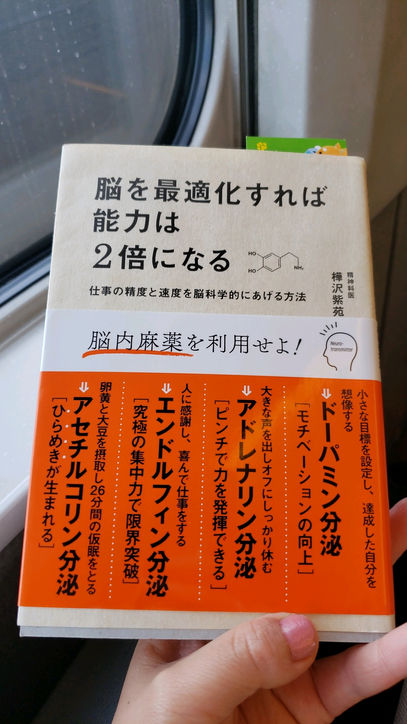 脳を最適化すれば
能力は
2倍になる
仕事の精度と速度を脳科学的にあげる方法
精神科医
樺沢紫苑
HO
HO
NH₂
脳内麻薬を利用せよ!
Neuro-
transmitter
小さな目標を設定し、達成した自分を
想像する
⇓ドーパミン分泌
[モチベーションの向上]
大きな声を出しオフにしっかり休む
⇓アドレナリン分泌
[ピンチで力を発揮できる]
人に感謝し、喜んで仕事をする
⇓エンドルフィン分泌
[究極の集中力で限界突破]
卵黄と大豆を摂取し26分間の仮眠をとる
⇓アセチルコリン分泌
[ひらめきが生まれる]